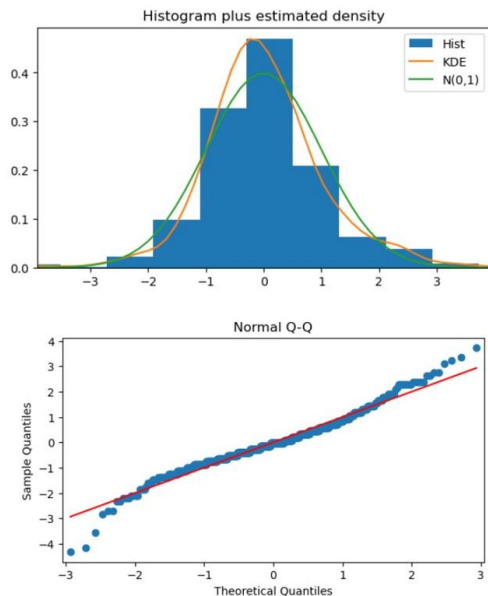 Histogram plus estimated density
Hist
KDE
N(0,1)
0.4
0.3
0.2
0.1
0.0
−3 −2 −1 0 1 2 3
Normal Q-Q
4
3
2
1
0
−1
−2
−3
−4
Sample Quantiles
−3 −2 −1 0 1 2 3
Theoretical Quantiles